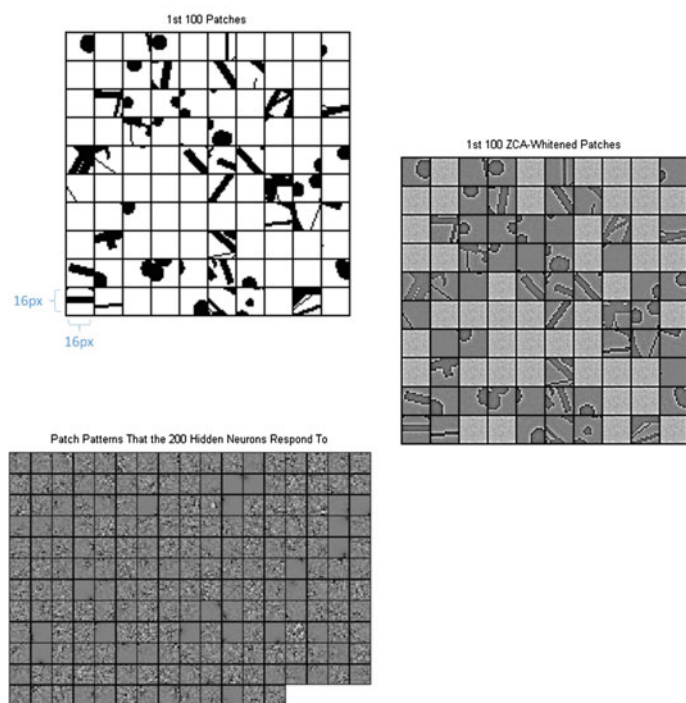 1st 100 Patches
1st 100 ZCA-Whitened Patches
16px
16px
Patch Patterns That the 200 Hidden Neurons Respond To